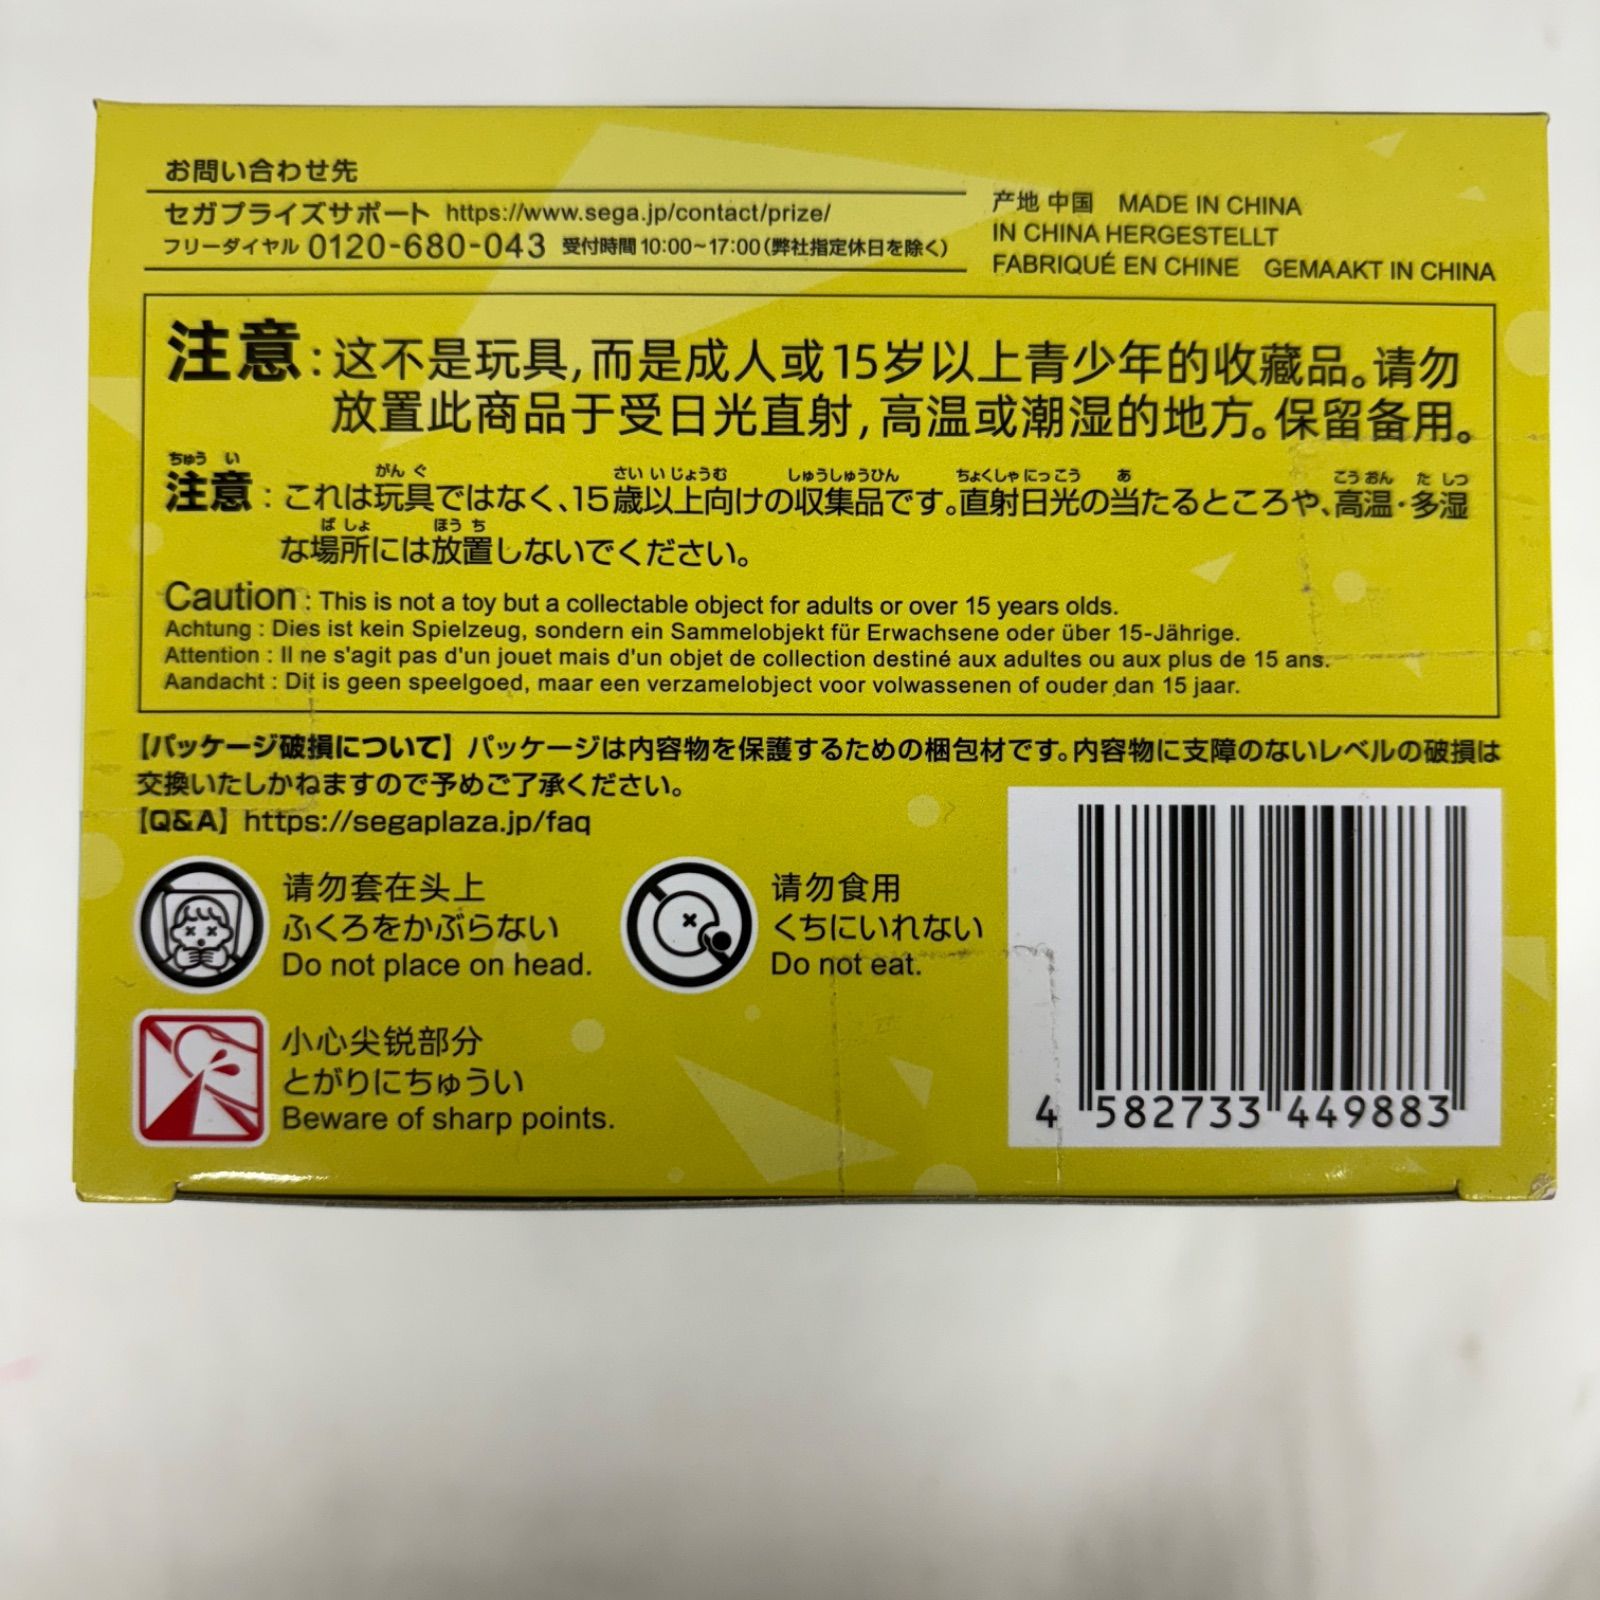 お問い合わせ先
セガプライズサポート https://www.sega.jp/contact/prize/
フリーダイヤル 0120-680-043 受付時間 10:00~17:00(弊社指定休日を除く)
产地 中国 MADE IN CHINA
IN CHINA HERGESTELLT
FABRIQUÉ EN CHINE GEMAAKT IN CHINA
注意:这不是玩具,而是成人或15岁以上青少年的收藏品。请勿
放置此商品于受日光直射,高温或潮湿的地方。保留备用。
ちゅう い がん ぐ さい いじょうむ しゅうしゅうひん ちょくしゃにっこう あ こうおん た しつ
注意:これは玩具ではなく、15歳以上向けの収集品です。直射日光の当たるところや、高温・多湿
ば しょ ほう ち
な場所には放置しないでください。
Caution : This is not a toy but a collectable object for adults or over 15 years olds.
Achtung : Dies ist kein Spielzeug, sondern ein Sammelobjekt für Erwachsene oder über 15-Jährige.
Attention : Il ne s'agit pas d'un jouet mais d'un objet de collection destiné aux adultes ou aux plus de 15 ans.
Aandacht : Dit is geen speelgoed, maar een verzamelobject voor volwassenen of ouder dan 15 jaar.
【パッケージ破損について】パッケージは内容物を保護するための梱包材です。内容物に支障のないレベルの破損は
交換いたしかねますので予めご了承ください。
【Q&A】https://segaplaza.jp/faq
请勿套在头上
ふくろをかぶらない
Do not place on head.
请勿食用
くちにいれない
Do not eat.
小心尖锐部分
とがりにちゅうい
Beware of sharp points.
4 582733 449883